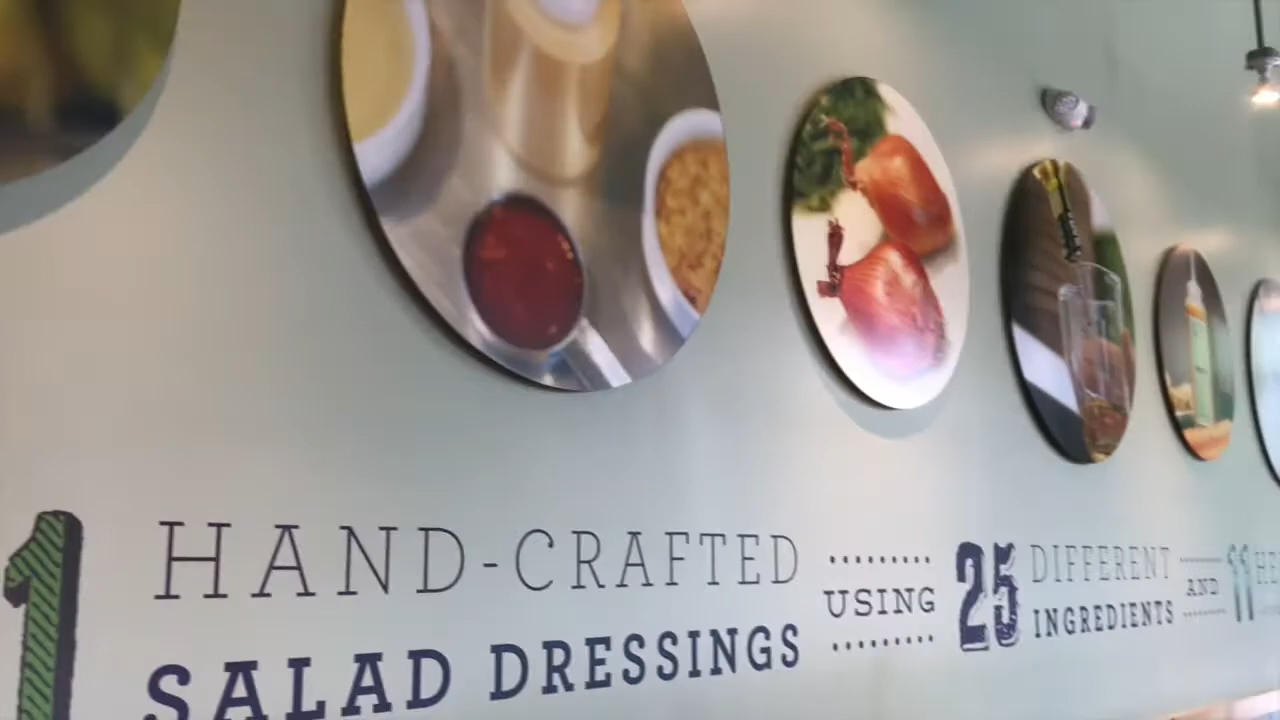 1
HAND-CRAFTED
SALAD DRESSINGS
USING
25
DIFFERENT
INGREDIENTS
AND
11